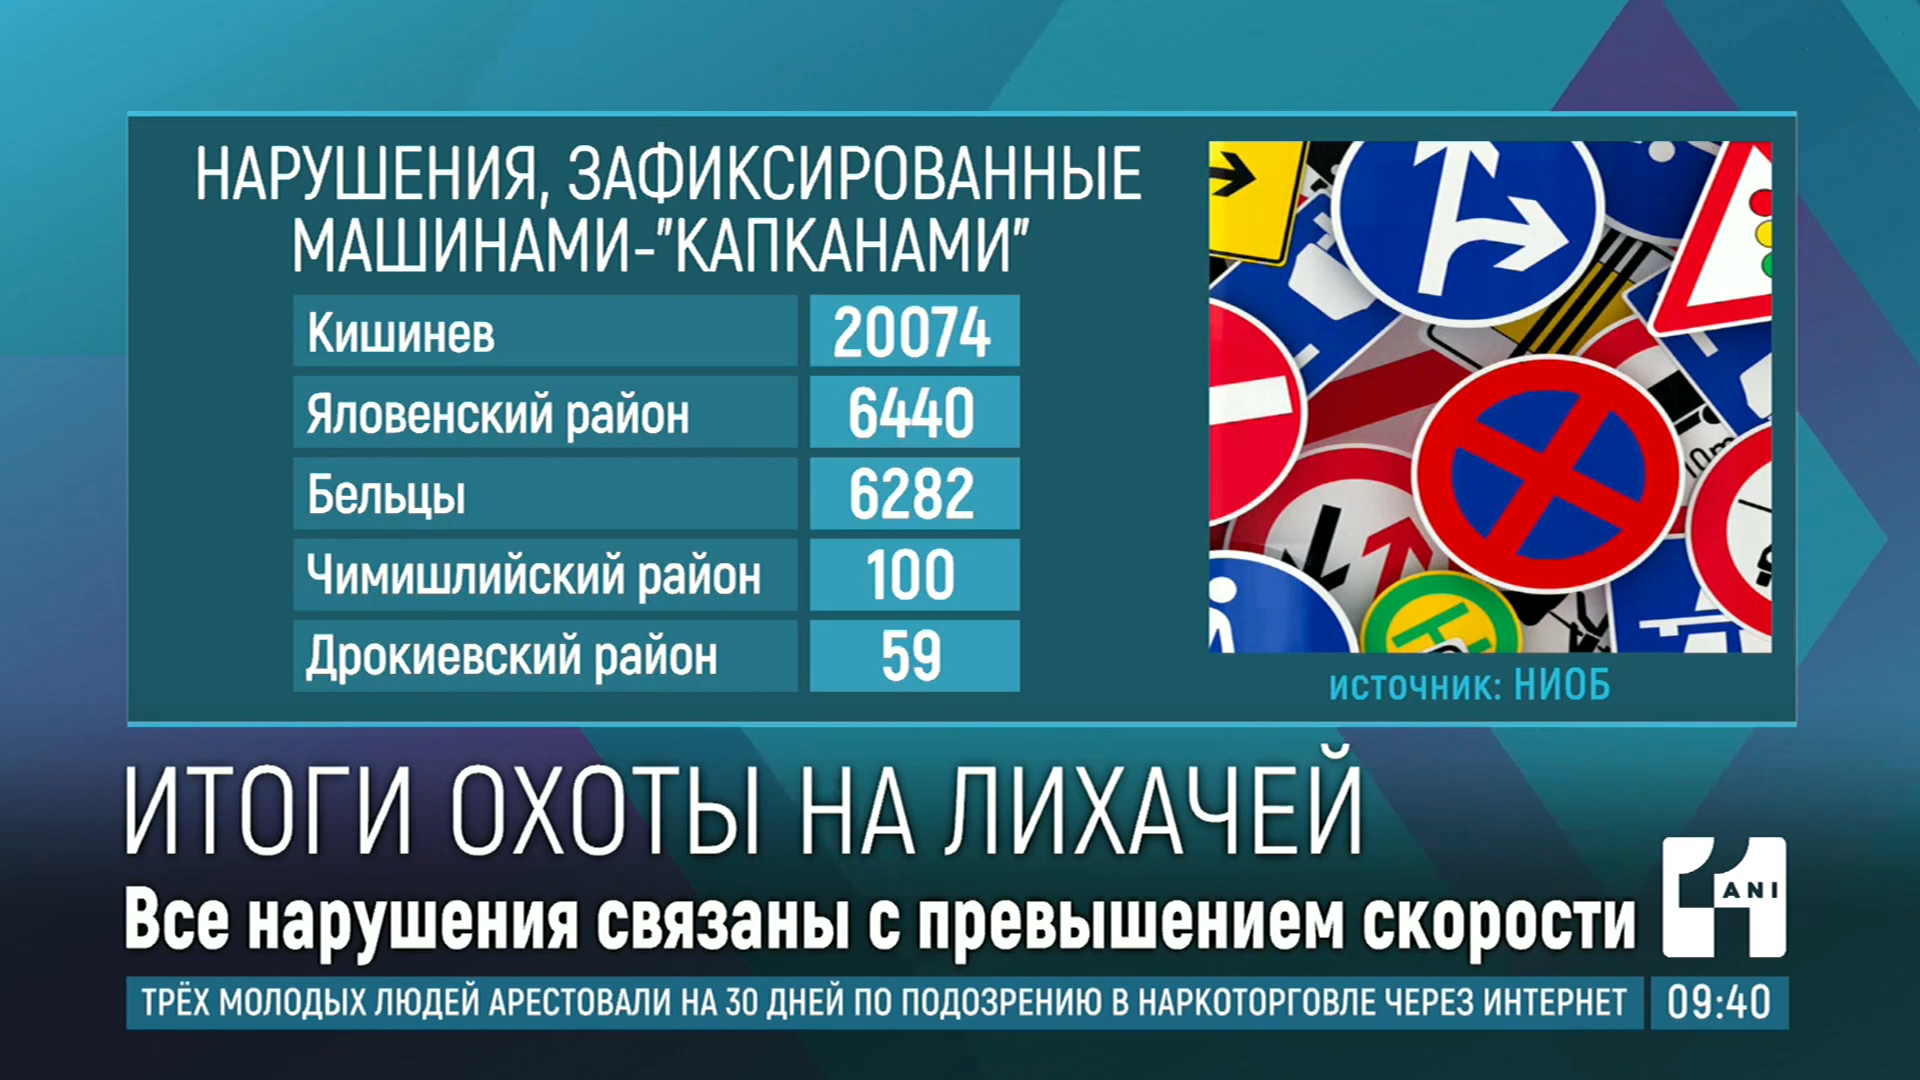 НАРУШЕНИЯ, ЗАФИКСИРОВАННЫЕ
МАШИНАМИ-"КАПКАНАМИ"
Кишинев 20074
Яловенский район 6440
Бельцы 6282
Чимишлийский район 100
Дрокиевский район 59
10m
H
источник: НИОБ
ИТОГИ ОХОТЫ НА ЛИХАЧЕЙ
Все нарушения связаны с превышением скорости
11 ANI
ТРЁХ МОЛОДЫХ ЛЮДЕЙ АРЕСТОВАЛИ НА 30 ДНЕЙ ПО ПОДОЗРЕНИЮ В НАРКОТОРГОВЛЕ ЧЕРЕЗ ИНТЕРНЕТ 09:40